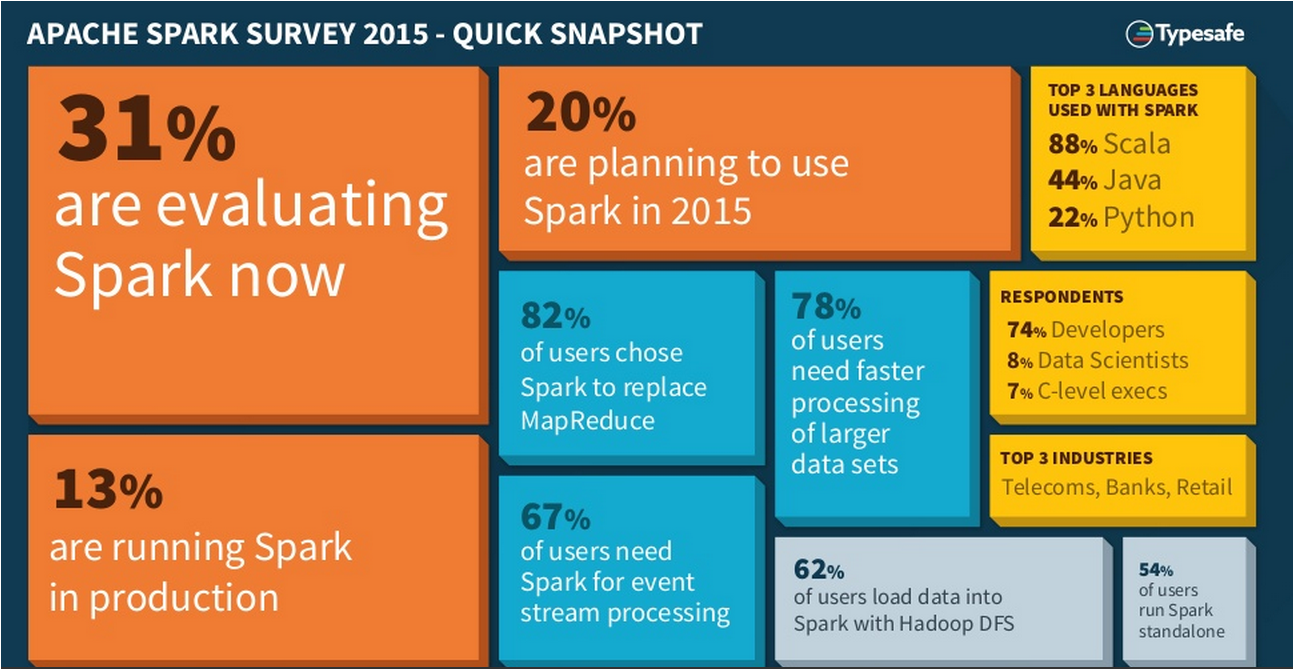 APACHE SPARK SURVEY 2015 - QUICK SNAPSHOT
Typesafe
31%
are evaluating
Spark now
20%
are planning to use
Spark in 2015
TOP 3 LANGUAGES
USED WITH SPARK
88% Scala
44% Java
22% Python
82%
of users chose
Spark to replace
MapReduce
78%
of users
need faster
processing
of larger
data sets
RESPONDENTS
74% Developers
8% Data Scientists
7% C-level execs
13%
are running Spark
in production
67%
of users need
Spark for event
stream processing
TOP 3 INDUSTRIES
Telecoms, Banks, Retail
62%
of users load data into
Spark with Hadoop DFS
54%
of users
run Spark
standalone